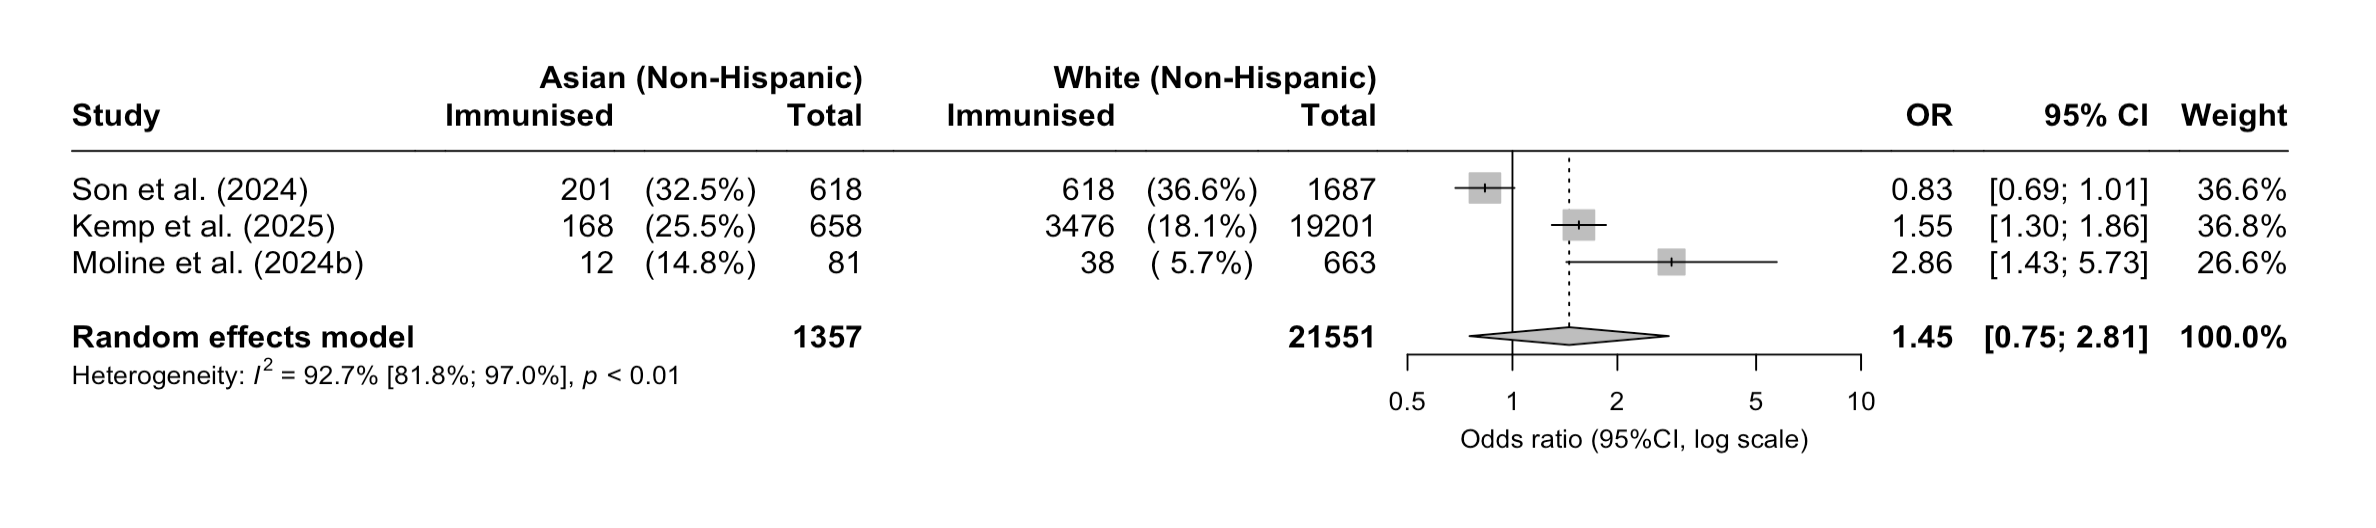 Asian (Non-Hispanic) White (Non-Hispanic)
Study Immunised Total Immunised Total OR 95% CI Weight
Son et al. (2024) 201 (32.5%) 618 618 (36.6%) 1687 0.83 [0.69; 1.01] 36.6%
Kemp et al. (2025) 168 (25.5%) 658 3476 (18.1%) 19201 1.55 [1.30; 1.86] 36.8%
Moline et al. (2024b) 12 (14.8%) 81 38 ( 5.7%) 663 2.86 [1.43; 5.73] 26.6%
Random effects model 1357 21551 1.45 [0.75; 2.81] 100.0%
Heterogeneity: I² = 92.7% [81.8%; 97.0%], p < 0.01
0.5 1 2 5 10
Odds ratio (95%CI, log scale)